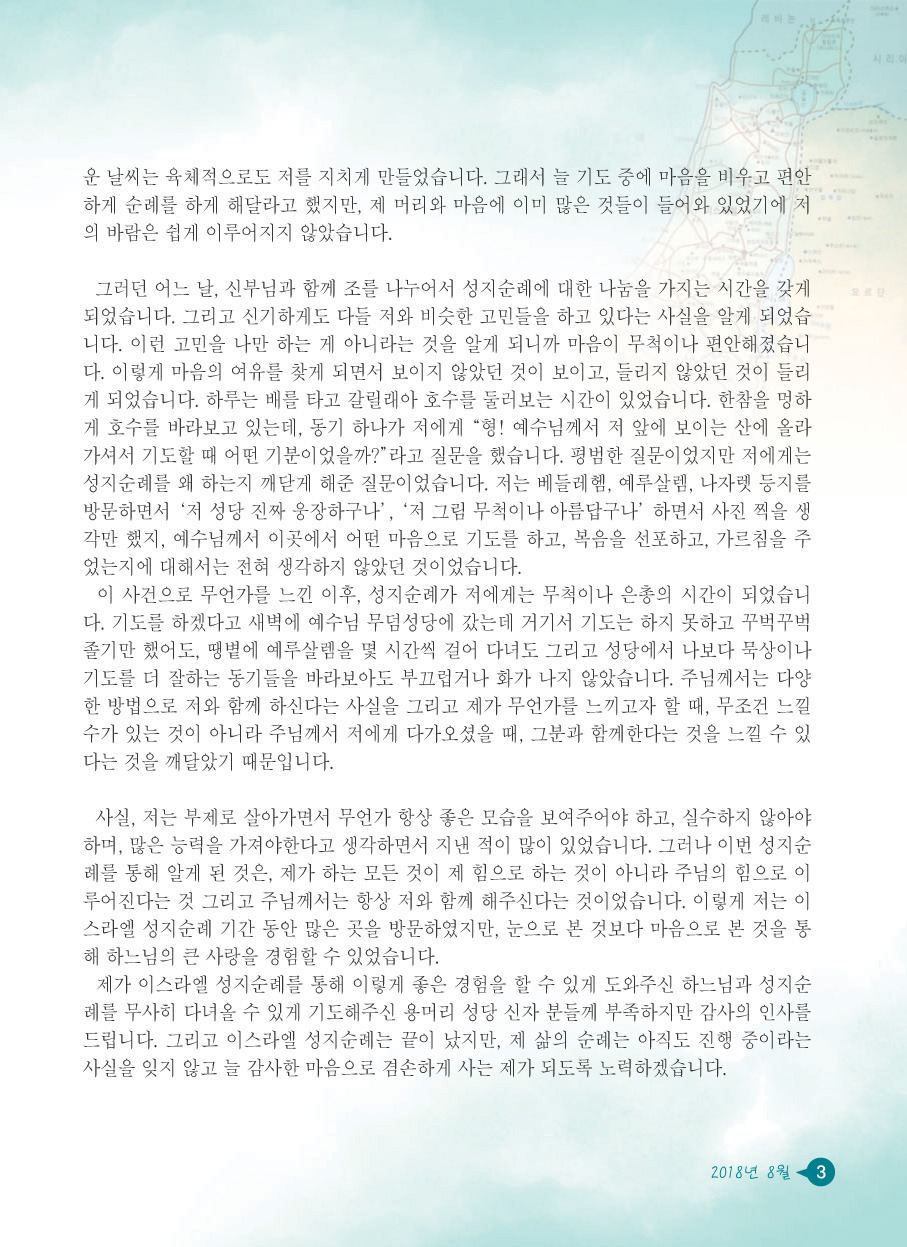 레바논
시리아
요르단
운 날씨는 육체적으로도 저를 지치게 만들었습니다. 그래서 늘 기도 중에 마음을 비우고 편안
하게 순례를 하게 해달라고 했지만, 제 머리와 마음에 이미 많은 것들이 들어와 있었기에 저
의 바람은 쉽게 이루어지지 않았습니다.
그러던 어느 날, 신부님과 함께 조를 나누어서 성지순례에 대한 나눔을 가지는 시간을 갖게
되었습니다. 그리고 신기하게도 다들 저와 비슷한 고민들을 하고 있다는 사실을 알게 되었습
니다. 이런 고민을 나만 하는 게 아니라는 것을 알게 되니까 마음이 무척이나 편안해졌습니
다. 이렇게 마음의 여유를 찾게 되면서 보이지 않았던 것이 보이고, 들리지 않았던 것이 들리
게 되었습니다. 하루는 배를 타고 갈릴래아 호수를 둘러보는 시간이 있었습니다. 한참을 멍하
게 호수를 바라보고 있는데, 동기 하나가 저에게 “형! 예수님께서 저 앞에 보이는 산에 올라
가셔서 기도할 때 어떤 기분이었을까?”라고 질문을 했습니다. 평범한 질문이었지만 저에게는
성지순례를 왜 하는지 깨닫게 해준 질문이었습니다. 저는 베들레헴, 예루살렘, 나자렛 등지를
방문하면서 ‘저 성당 진짜 웅장하구나’, ‘저 그림 무척이나 아름답구나’ 하면서 사진 찍을 생
각만 했지, 예수님께서 이곳에서 어떤 마음으로 기도를 하고, 복음을 선포하고, 가르침을 주
었는지에 대해서는 전혀 생각하지 않았던 것이었습니다.
이 사건으로 무언가를 느낀 이후, 성지순례가 저에게는 무척이나 은총의 시간이 되었습니
다. 기도를 하겠다고 새벽에 예수님 무덤성당에 갔는데 거기서 기도는 하지 못하고 꾸벅꾸벅
졸기만 했어도, 땡볕에 예루살렘을 몇 시간씩 걸어 다녀도 그리고 성당에서 나보다 묵상이나
기도를 더 잘하는 동기들을 바라보아도 부끄럽거나 화가 나지 않았습니다. 주님께서는 다양
한 방법으로 저와 함께 하신다는 사실을 그리고 제가 무언가를 느끼고자 할 때, 무조건 느낄
수가 있는 것이 아니라 주님께서 저에게 다가오셨을 때, 그분과 함께한다는 것을 느낄 수 있
다는 것을 깨달았기 때문입니다.
사실, 저는 부제로 살아가면서 무언가 항상 좋은 모습을 보여주어야 하고, 실수하지 않아야
하며, 많은 능력을 가져야한다고 생각하면서 지낸 적이 많이 있었습니다. 그러나 이번 성지순
례를 통해 알게 된 것은, 제가 하는 모든 것이 제 힘으로 하는 것이 아니라 주님의 힘으로 이
루어진다는 것 그리고 주님께서는 항상 저와 함께 해주신다는 것이었습니다. 이렇게 저는 이
스라엘 성지순례 기간 동안 많은 곳을 방문하였지만, 눈으로 본 것보다 마음으로 본 것을 통
해 하느님의 큰 사랑을 경험할 수 있었습니다.
제가 이스라엘 성지순례를 통해 이렇게 좋은 경험을 할 수 있게 도와주신 하느님과 성지순
례를 무사히 다녀올 수 있게 기도해주신 용머리 성당 신자 분들께 부족하지만 감사의 인사를
드립니다. 그리고 이스라엘 성지순례는 끝이 났지만, 제 삶의 순례는 아직도 진행 중이라는
사실을 잊지 않고 늘 감사한 마음으로 겸손하게 사는 제가 되도록 노력하겠습니다.
2018년 8월 3